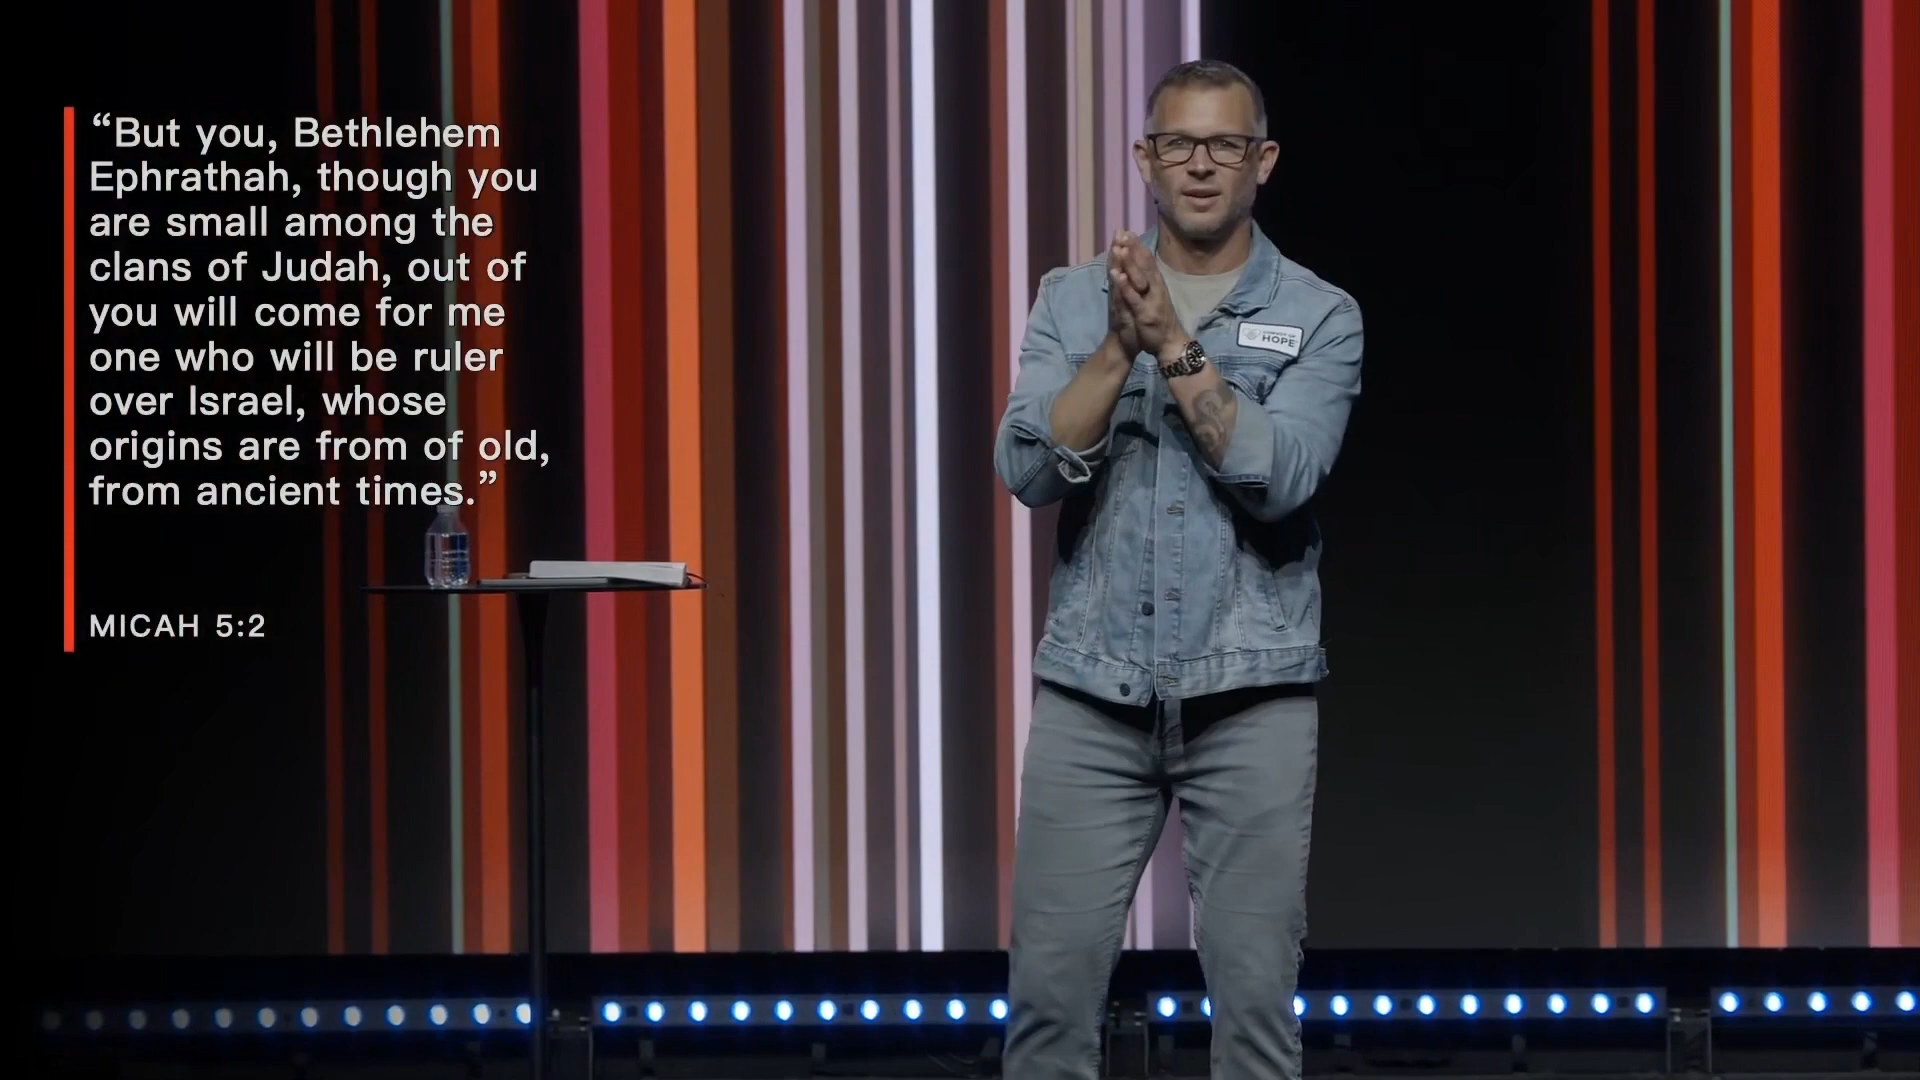 “But you, Bethlehem
Ephrathah, though you
are small among the
clans of Judah, out of
you will come for me
one who will be ruler
over Israel, whose
origins are from of old,
from ancient times.”
MICAH 5:2
HOPE